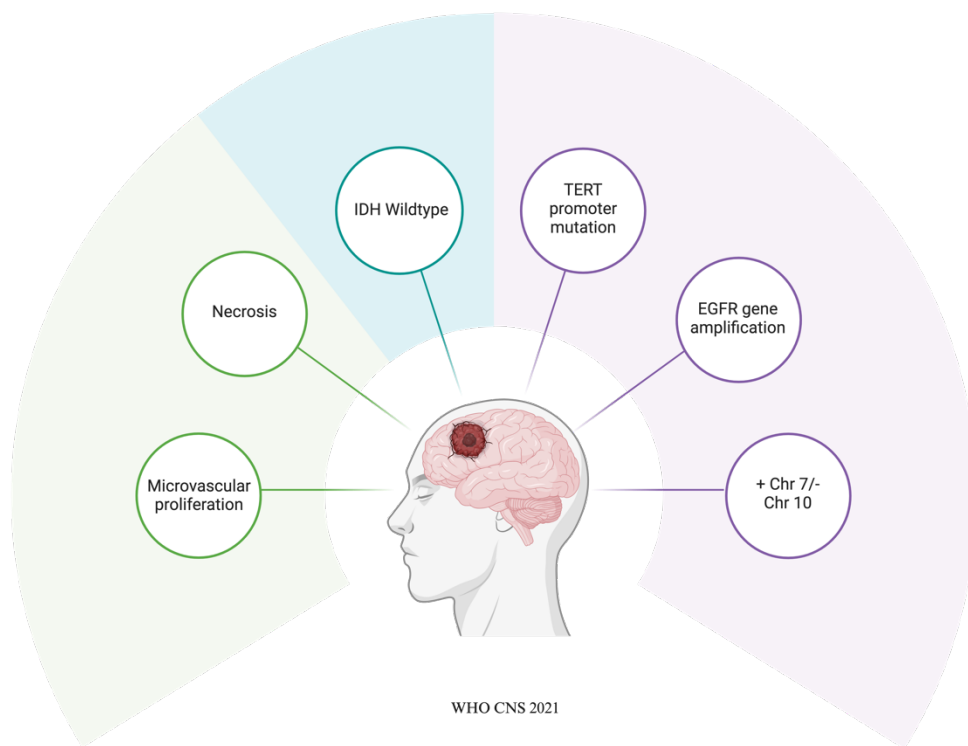 IDH Wildtype
TERT
promoter
mutation
Necrosis
EGFR gene
amplification
Microvascular
proliferation
+ Chr 7/-
Chr 10
WHO CNS 2021